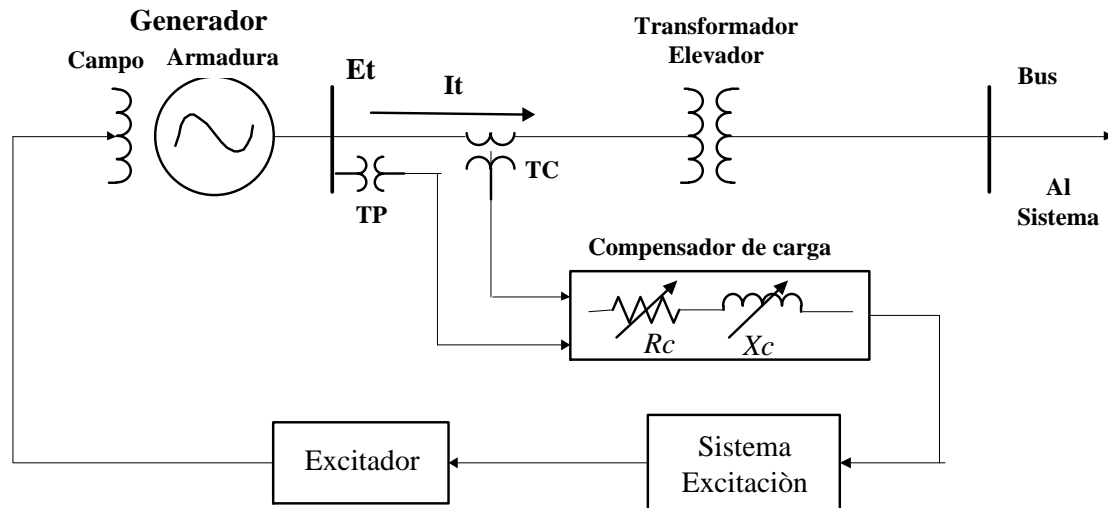 Generador
Campo
Armadura
Et
It
Transformador
Elevador
Bus
TP
TC
Al
Sistema
Compensador de carga
Rc
Xc
Excitador
Sistema
Excitaciòn